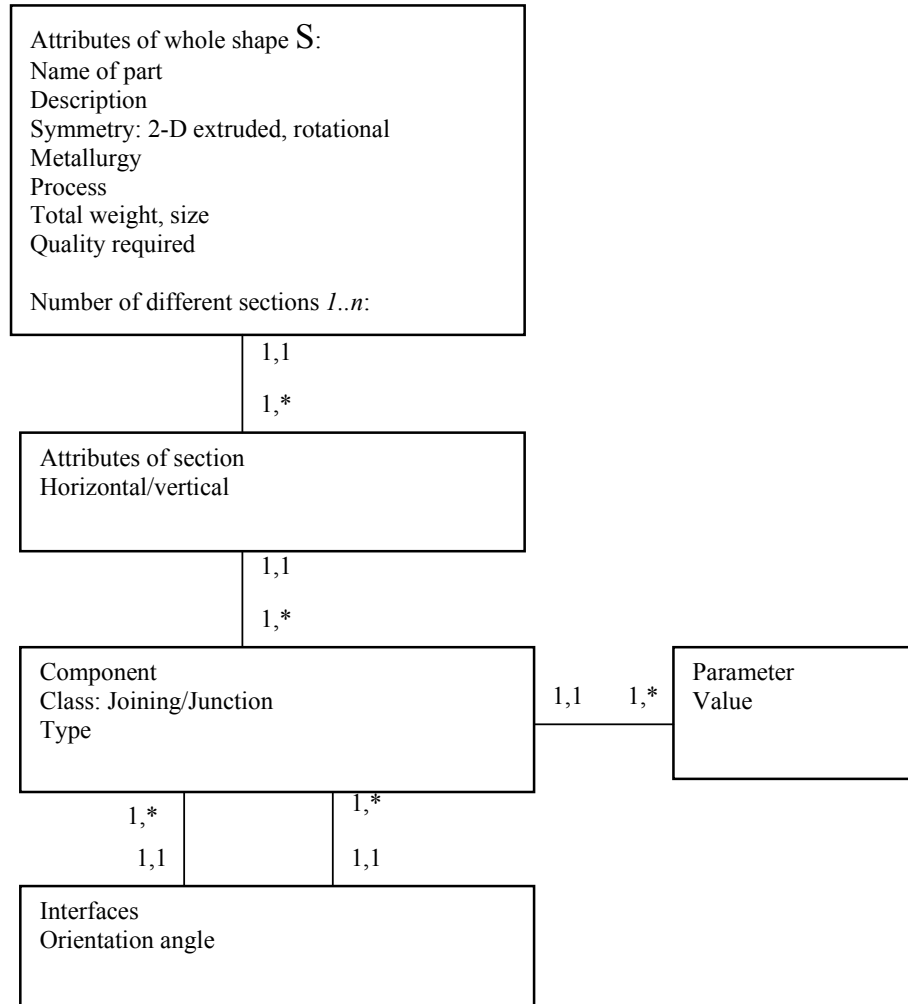 Attributes of whole shape S:
Name of part
Description
Symmetry: 2-D extruded, rotational
Metallurgy
Process
Total weight, size
Quality required
Number of different sections 1..n:
1,1
1,*
Attributes of section
Horizontal/vertical
1,1
1,*
Component
Class: Joining/Junction
Type
1,1 1,*
Parameter
Value
1,* 1,*
1,1 1,1
Interfaces
Orientation angle